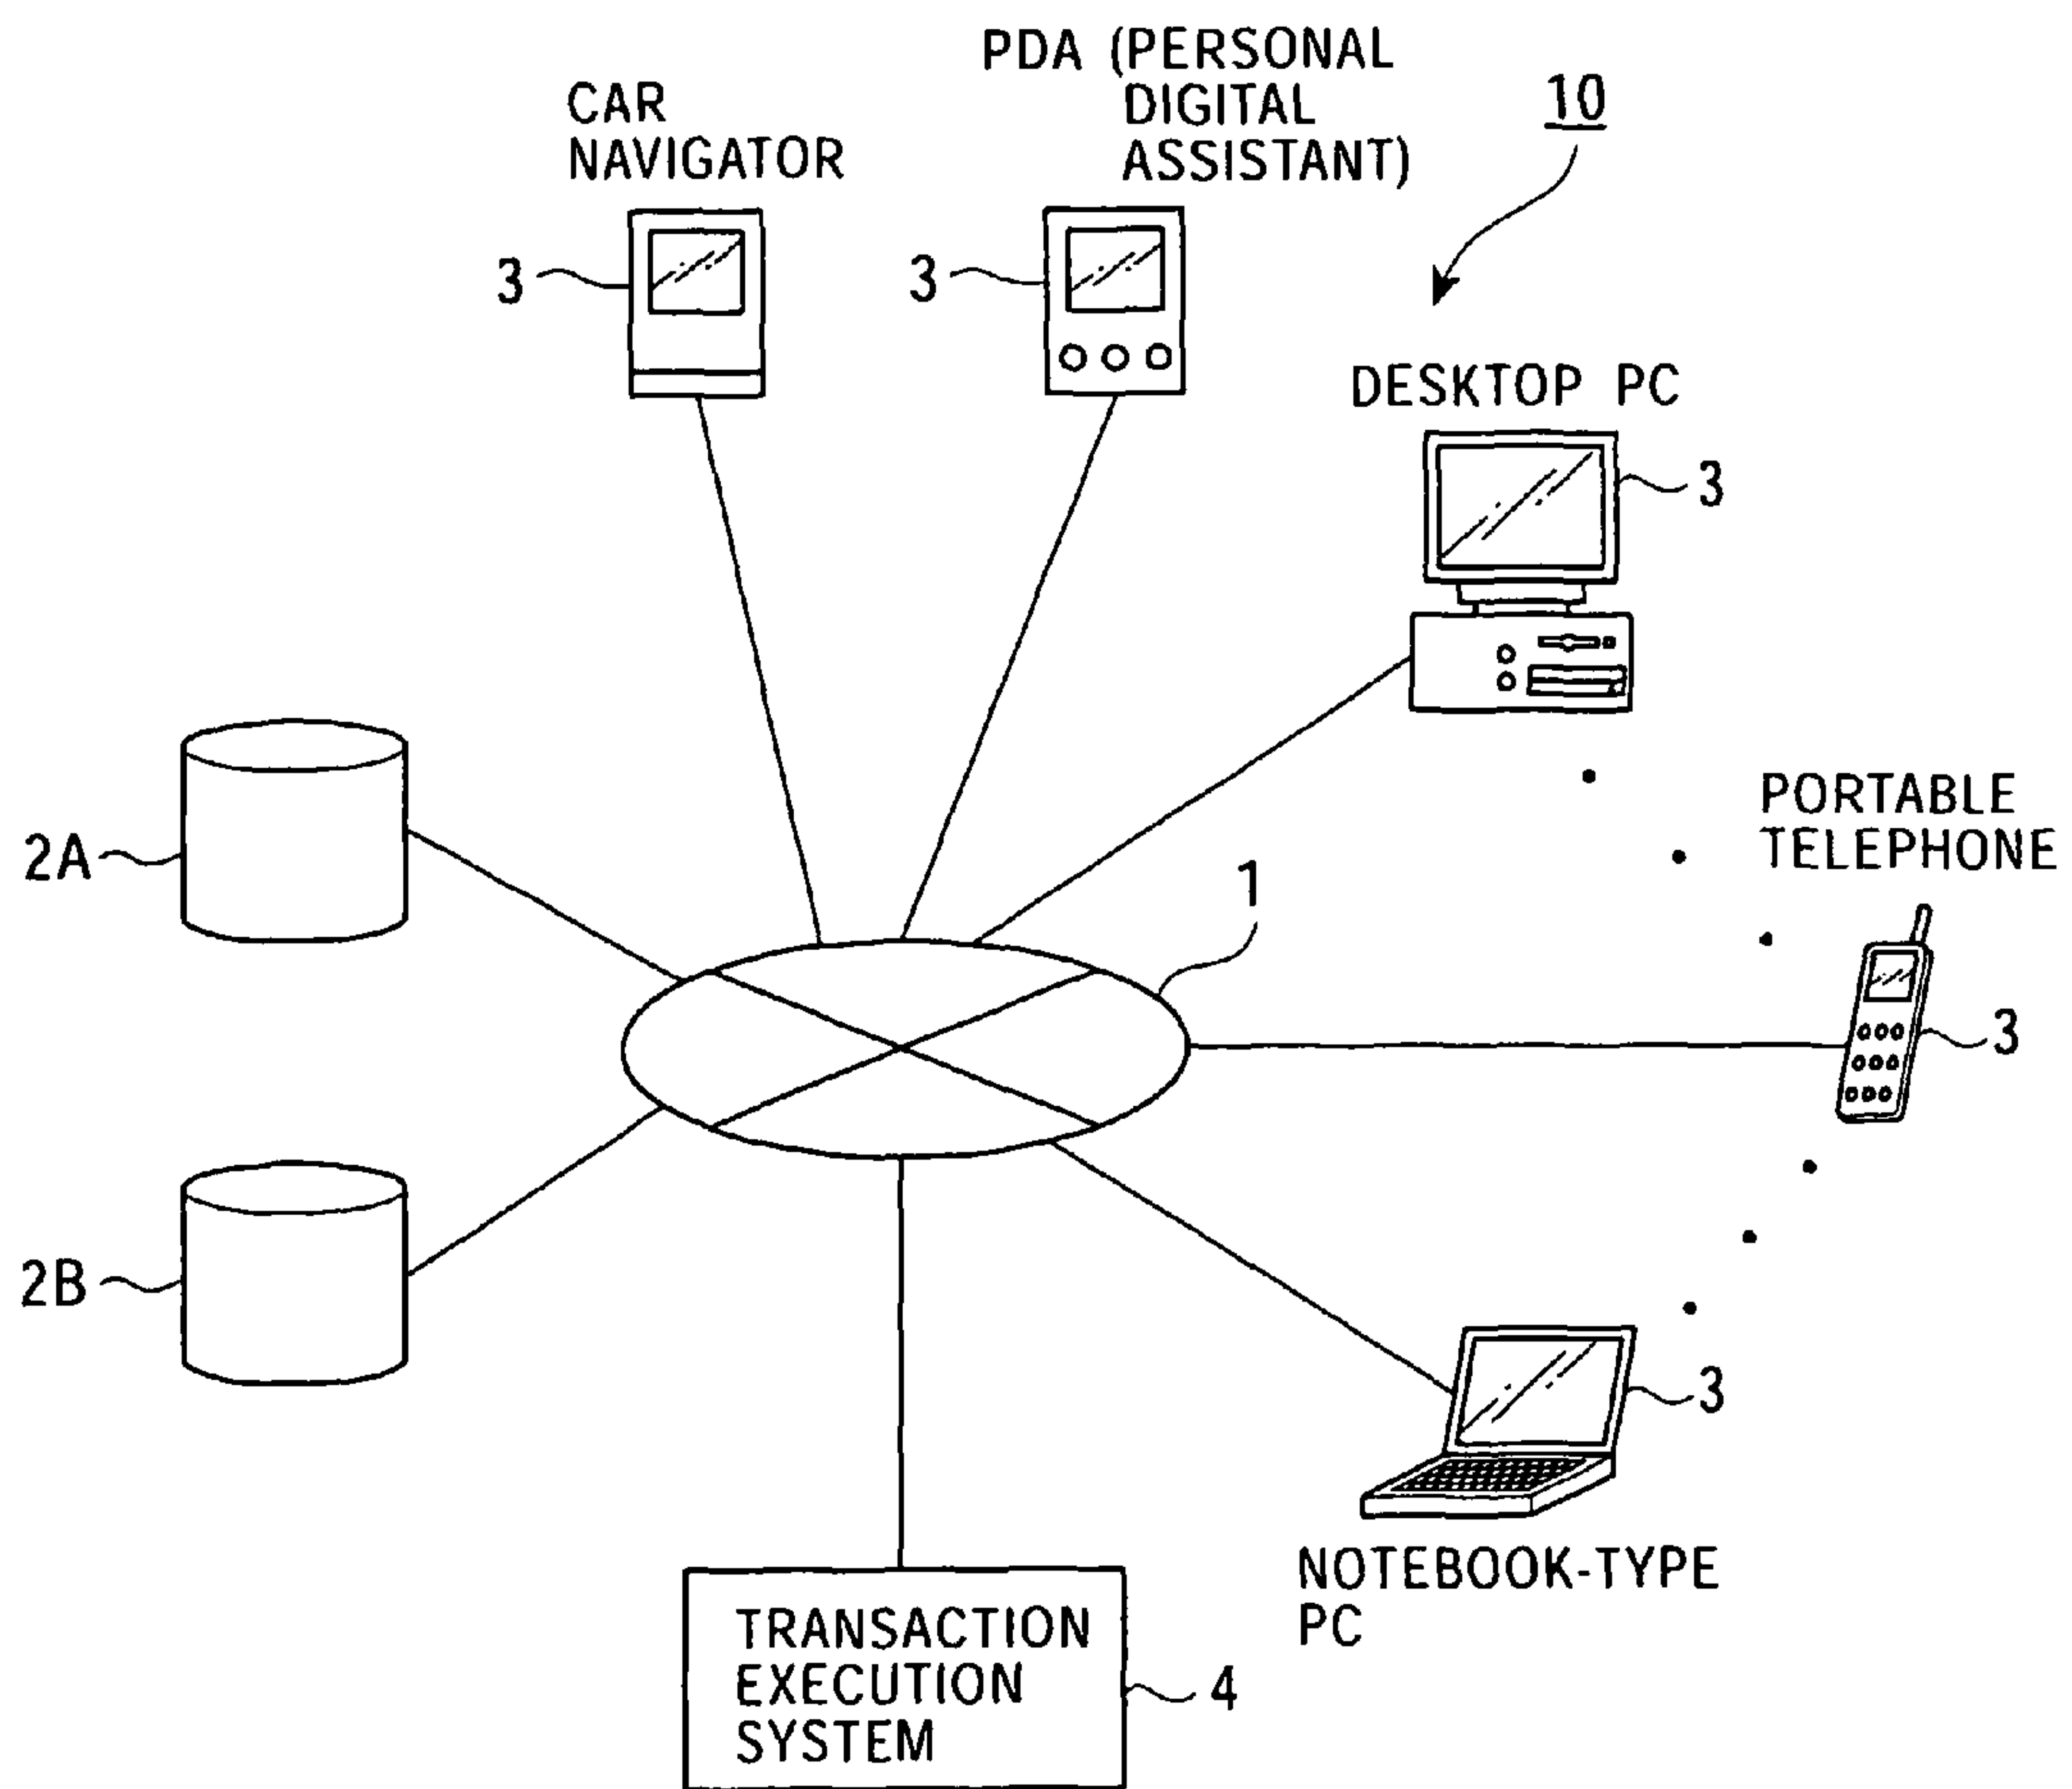 PDA (PERSONAL
DIGITAL
ASSISTANT)
CAR
NAVIGATOR
10
3
3
DESKTOP PC
3
PORTABLE
TELEPHONE
2A
1
3
2B
3
NOTEBOOK-TYPE
PC
TRANSACTION
EXECUTION
SYSTEM
4